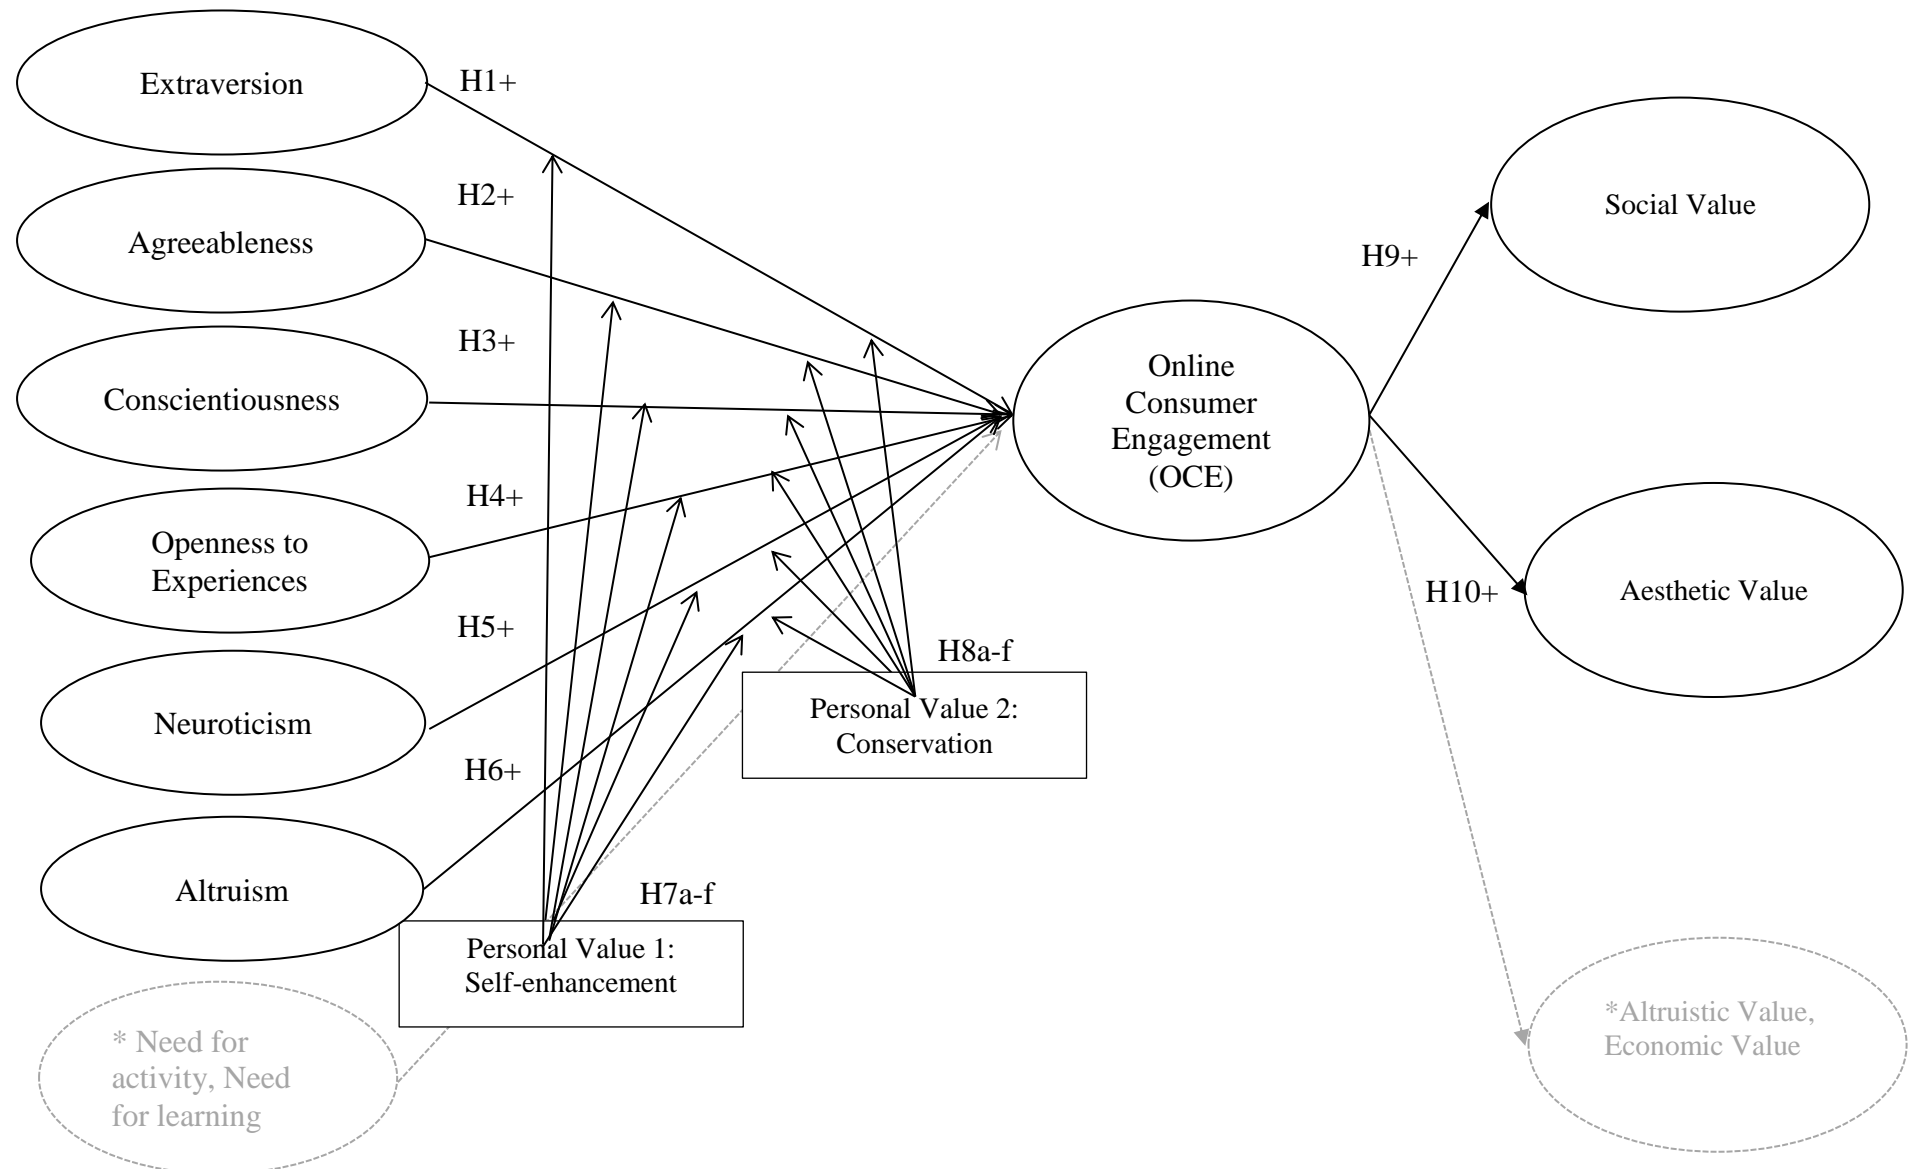 Extraversion
H1+
H2+
Agreeableness
H3+
Conscientiousness
H4+
Openness to
Experiences
H5+
Neuroticism
H6+
Altruism
* Need for
activity, Need
for learning
H7a-f
Personal Value 1:
Self-enhancement
H8a-f
Personal Value 2:
Conservation
Online
Consumer
Engagement
(OCE)
H9+
Social Value
H10+
Aesthetic Value
*Altruistic Value,
Economic Value